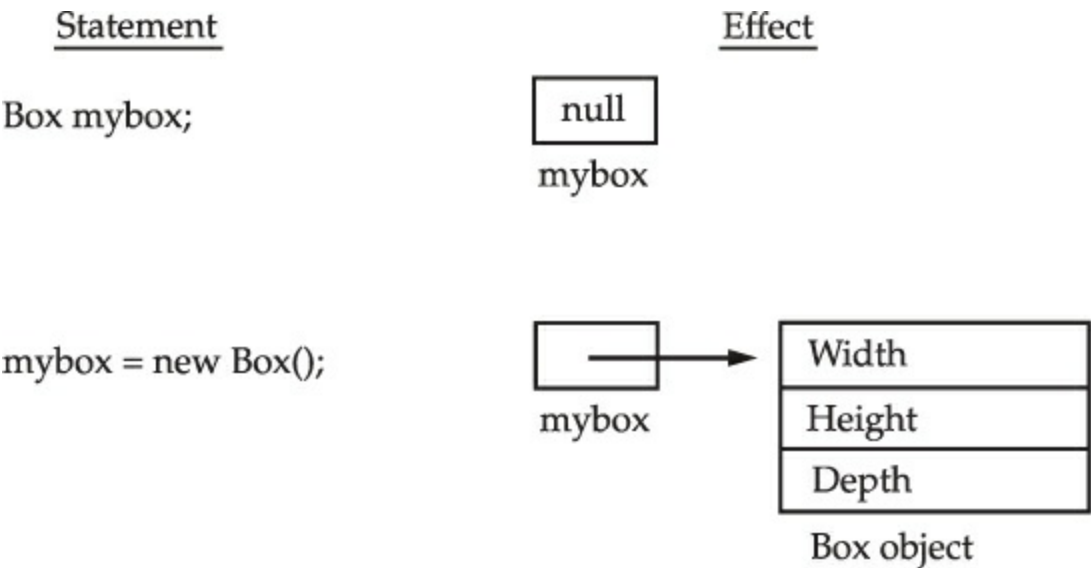 Statement
Effect
Box mybox;
null
mybox
mybox = new Box();
mybox
Width
Height
Depth
Box object